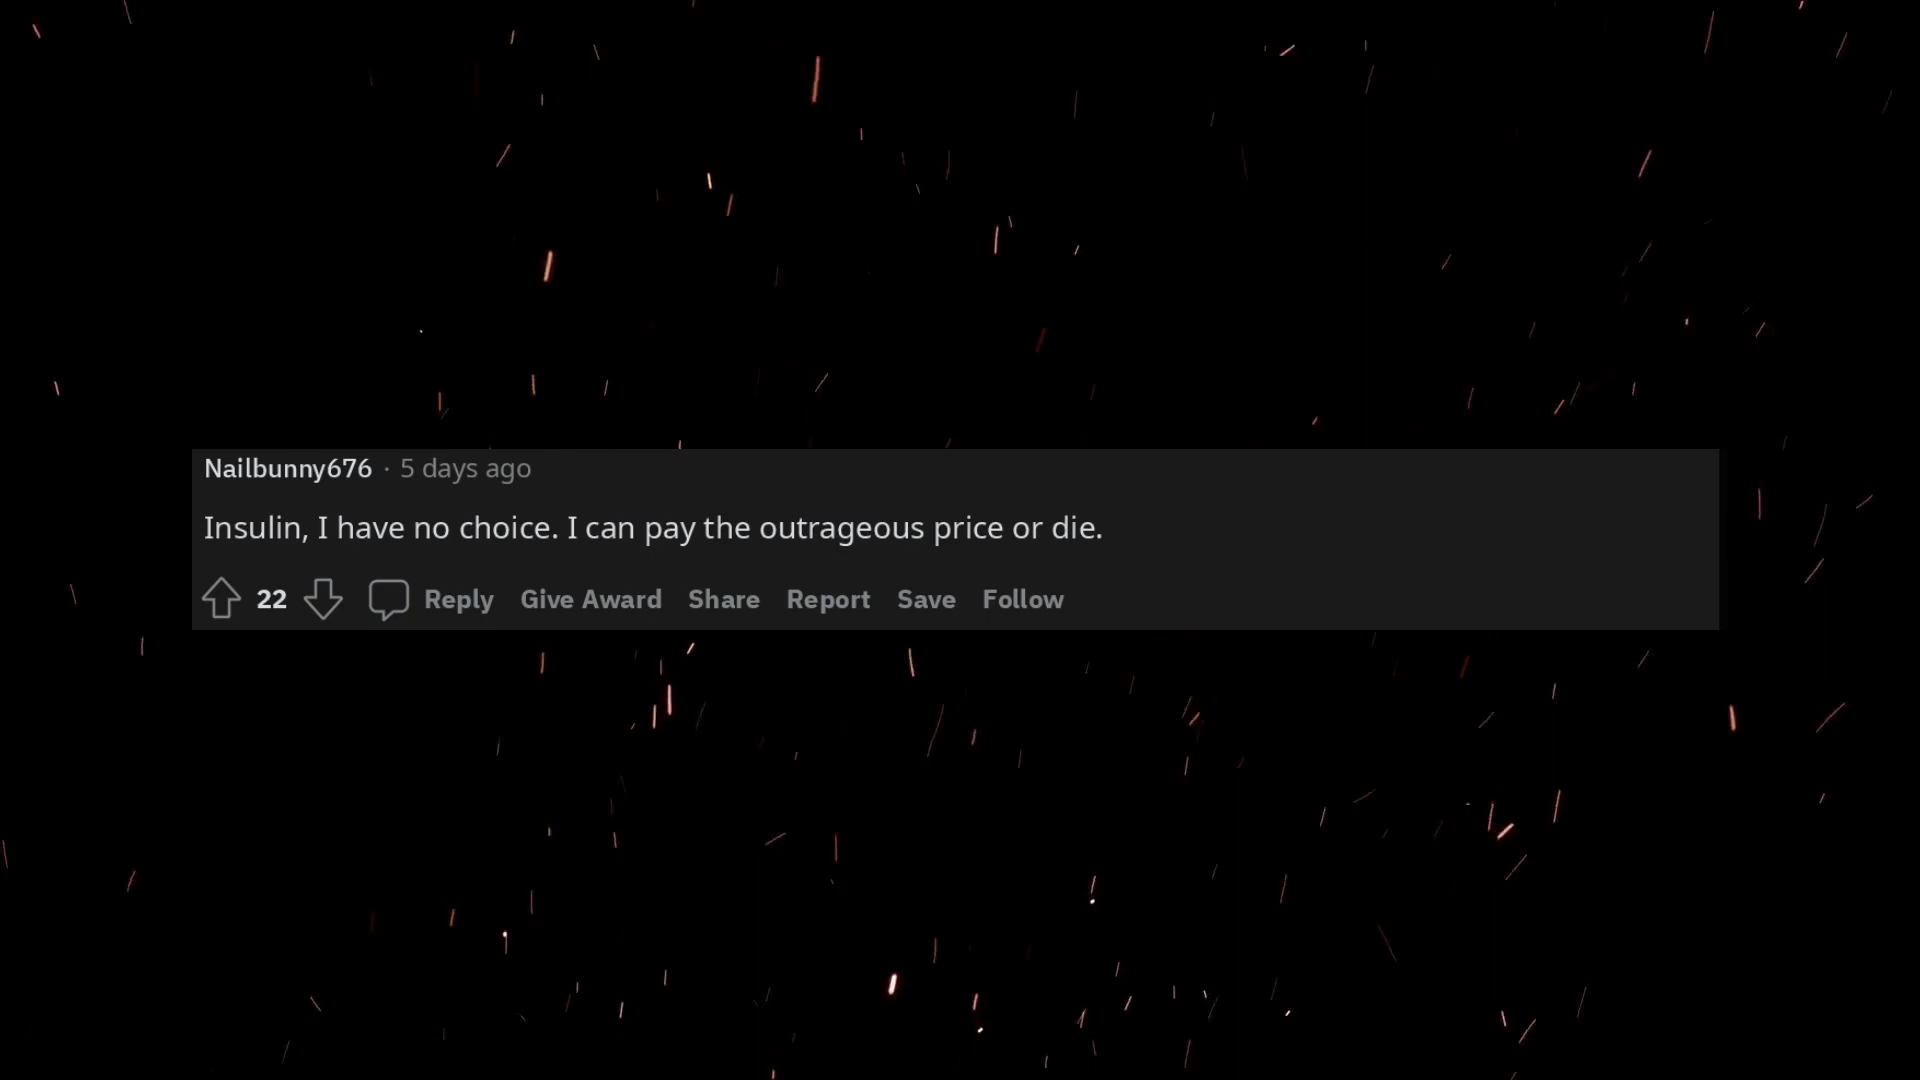 Nailbunny676 · 5 days ago
Insulin, I have no choice. I can pay the outrageous price or die.
22 Reply Give Award Share Report Save Follow